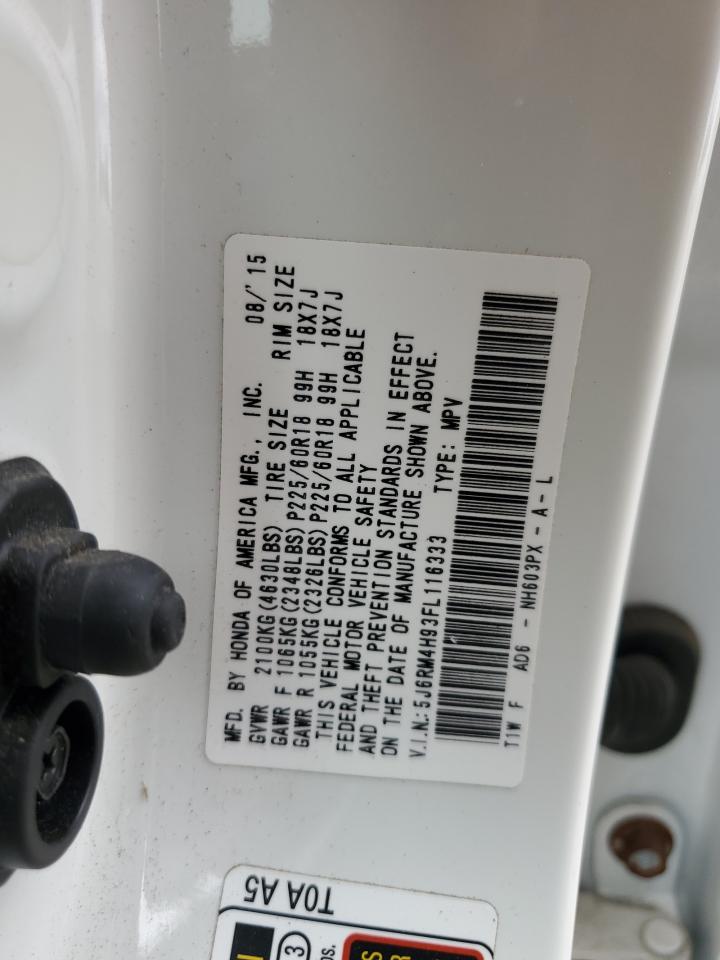 MFD. BY HONDA OF AMERICA MFG., INC. 08/'15
GVWR 2100KG(4630LBS) TIRE SIZE RIM SIZE
GAWR F 1065KG(2348LBS)P225/60R18 99H 18X7J
GAWR R 1055KG(2326LBS)P225/60R18 99H 18X7J
THIS VEHICLE CONFORMS TO ALL APPLICABLE
FEDERAL MOTOR VEHICLE SAFETY
AND THEFT PREVENTION STANDARDS IN EFFECT
ON THE DATE OF MANUFACTURE SHOWN ABOVE.
V.I.N.: 5J6RM4H93FL116333 TYPE: MPV
T1W F AD6 - NH603PX - A - L
T0A A5
3